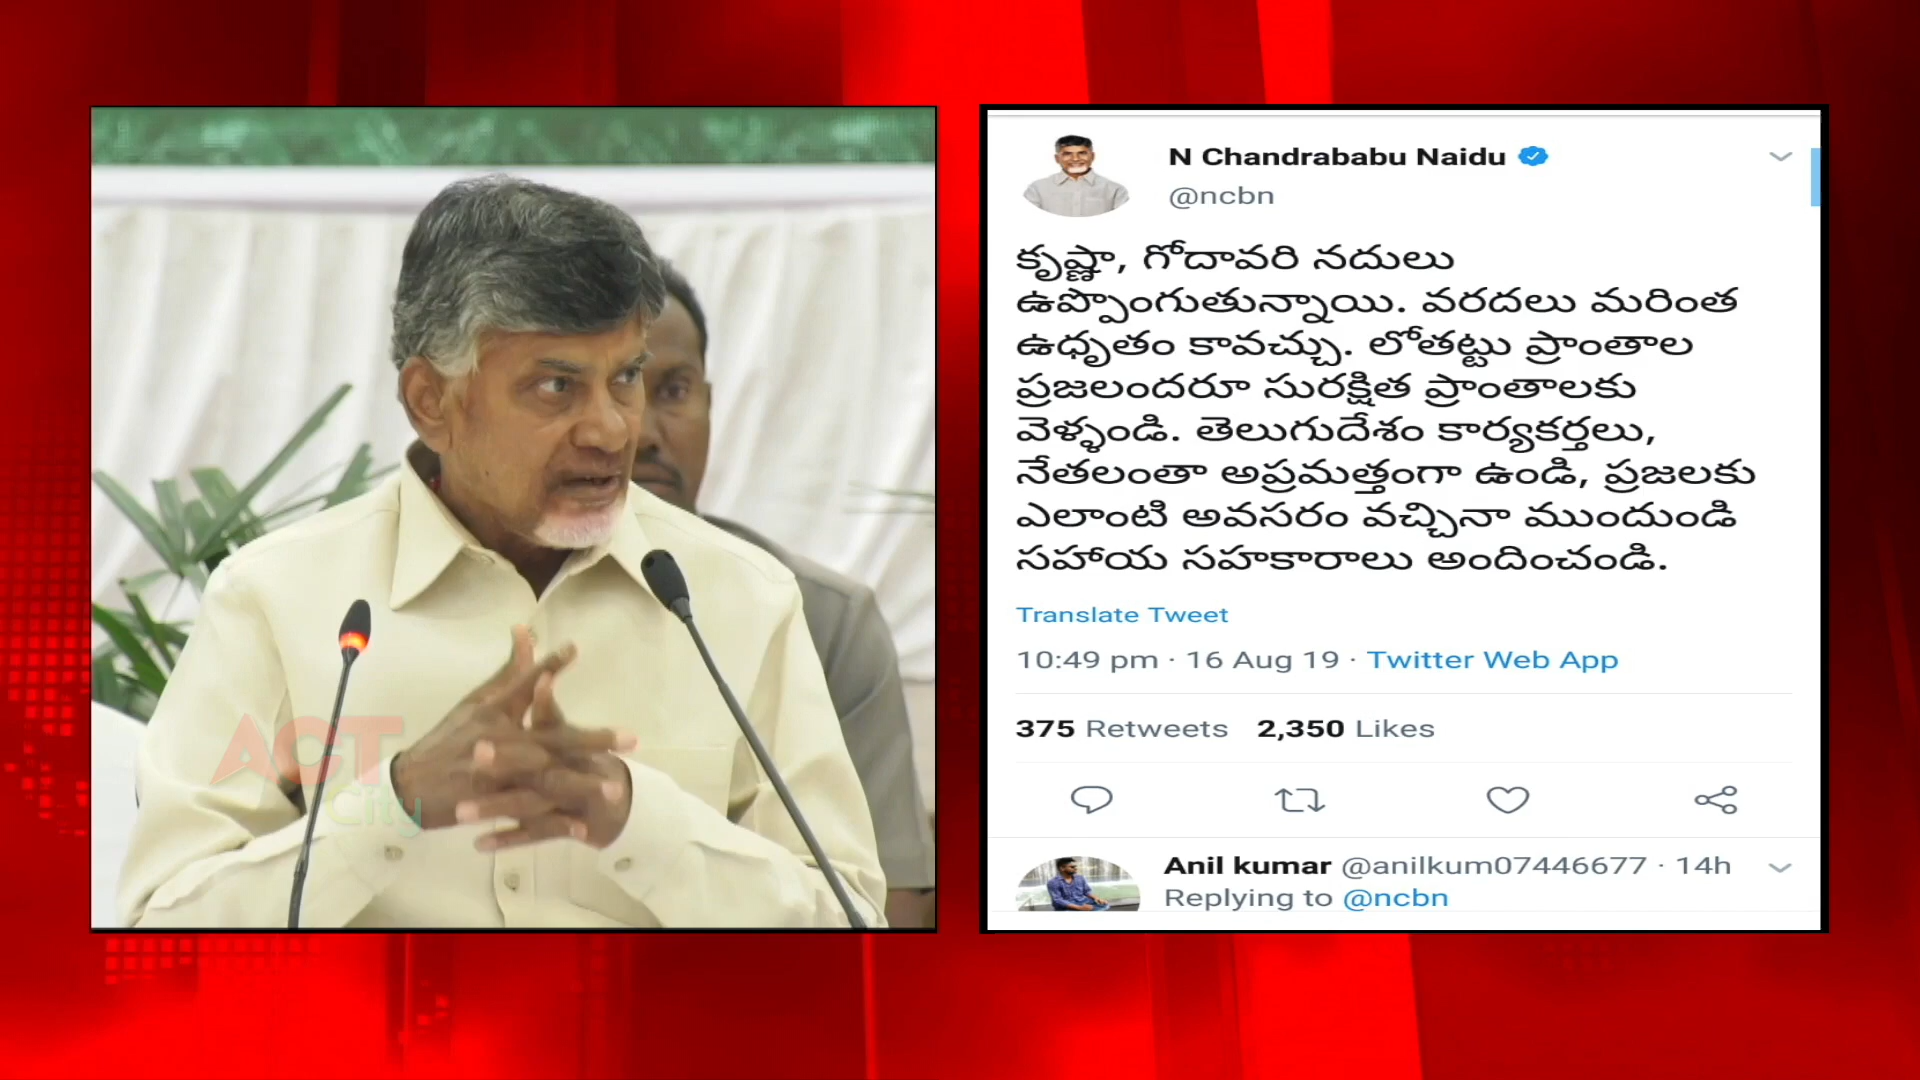 ACT
City
N Chandrababu Naidu
@ncbn
కృష్ణా, గోదావరి నదులు
ఉప్పొంగుతున్నాయి. వరదలు మరింత
ఉధృతం కావచ్చు. లోతట్టు ప్రాంతాల
ప్రజలందరూ సురక్షిత ప్రాంతాలకు
వెళ్ళండి. తెలుగుదేశం కార్యకర్తలు,
నేతలంతా అప్రమత్తంగా ఉండి, ప్రజలకు
ఎలాంటి అవసరం వచ్చినా ముందుండి
సహాయ సహకారాలు అందించండి.
Translate Tweet
10:49 pm · 16 Aug 19 · Twitter Web App
375 Retweets 2,350 Likes
Anil kumar @anilkum07446677 · 14h
Replying to @ncbn